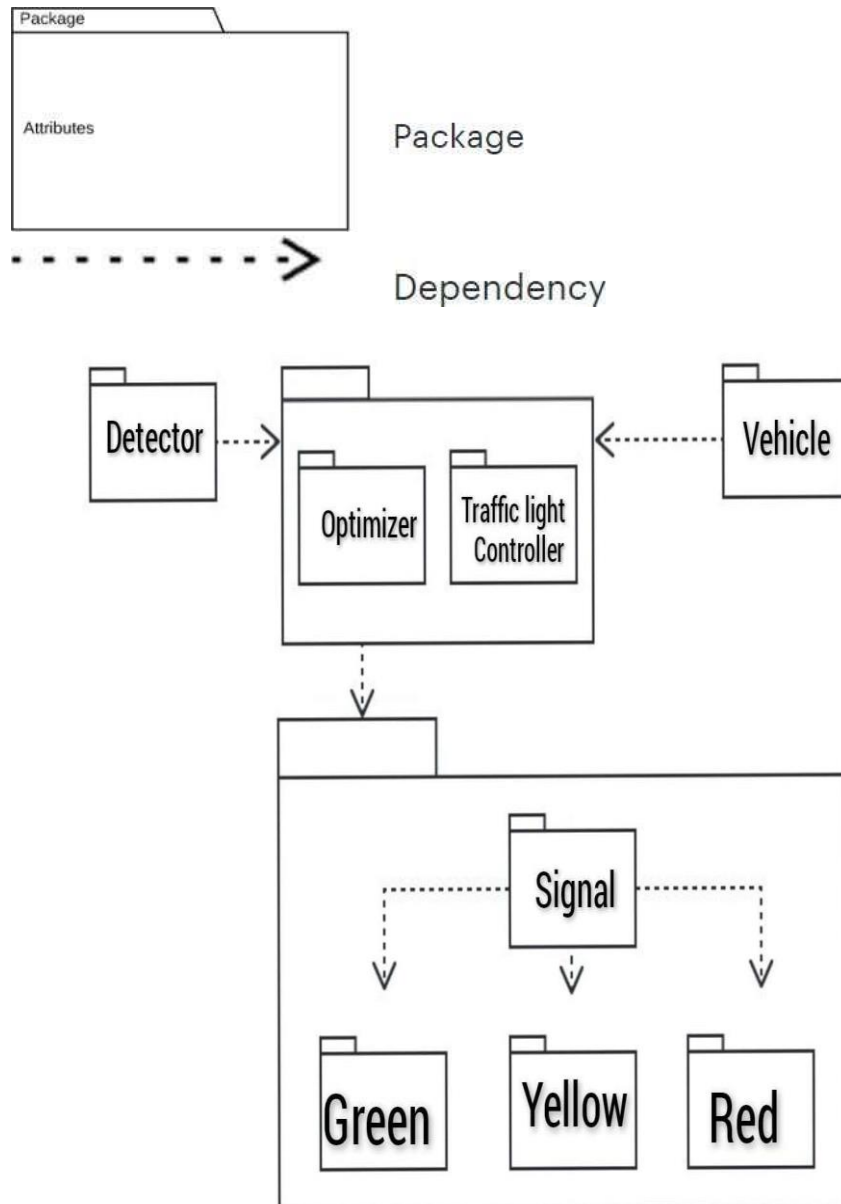 Package
Attributes
Package
Dependency
Detector
Vehicle
Optimizer
Traffic light
Controller
Signal
Green
Yellow
Red